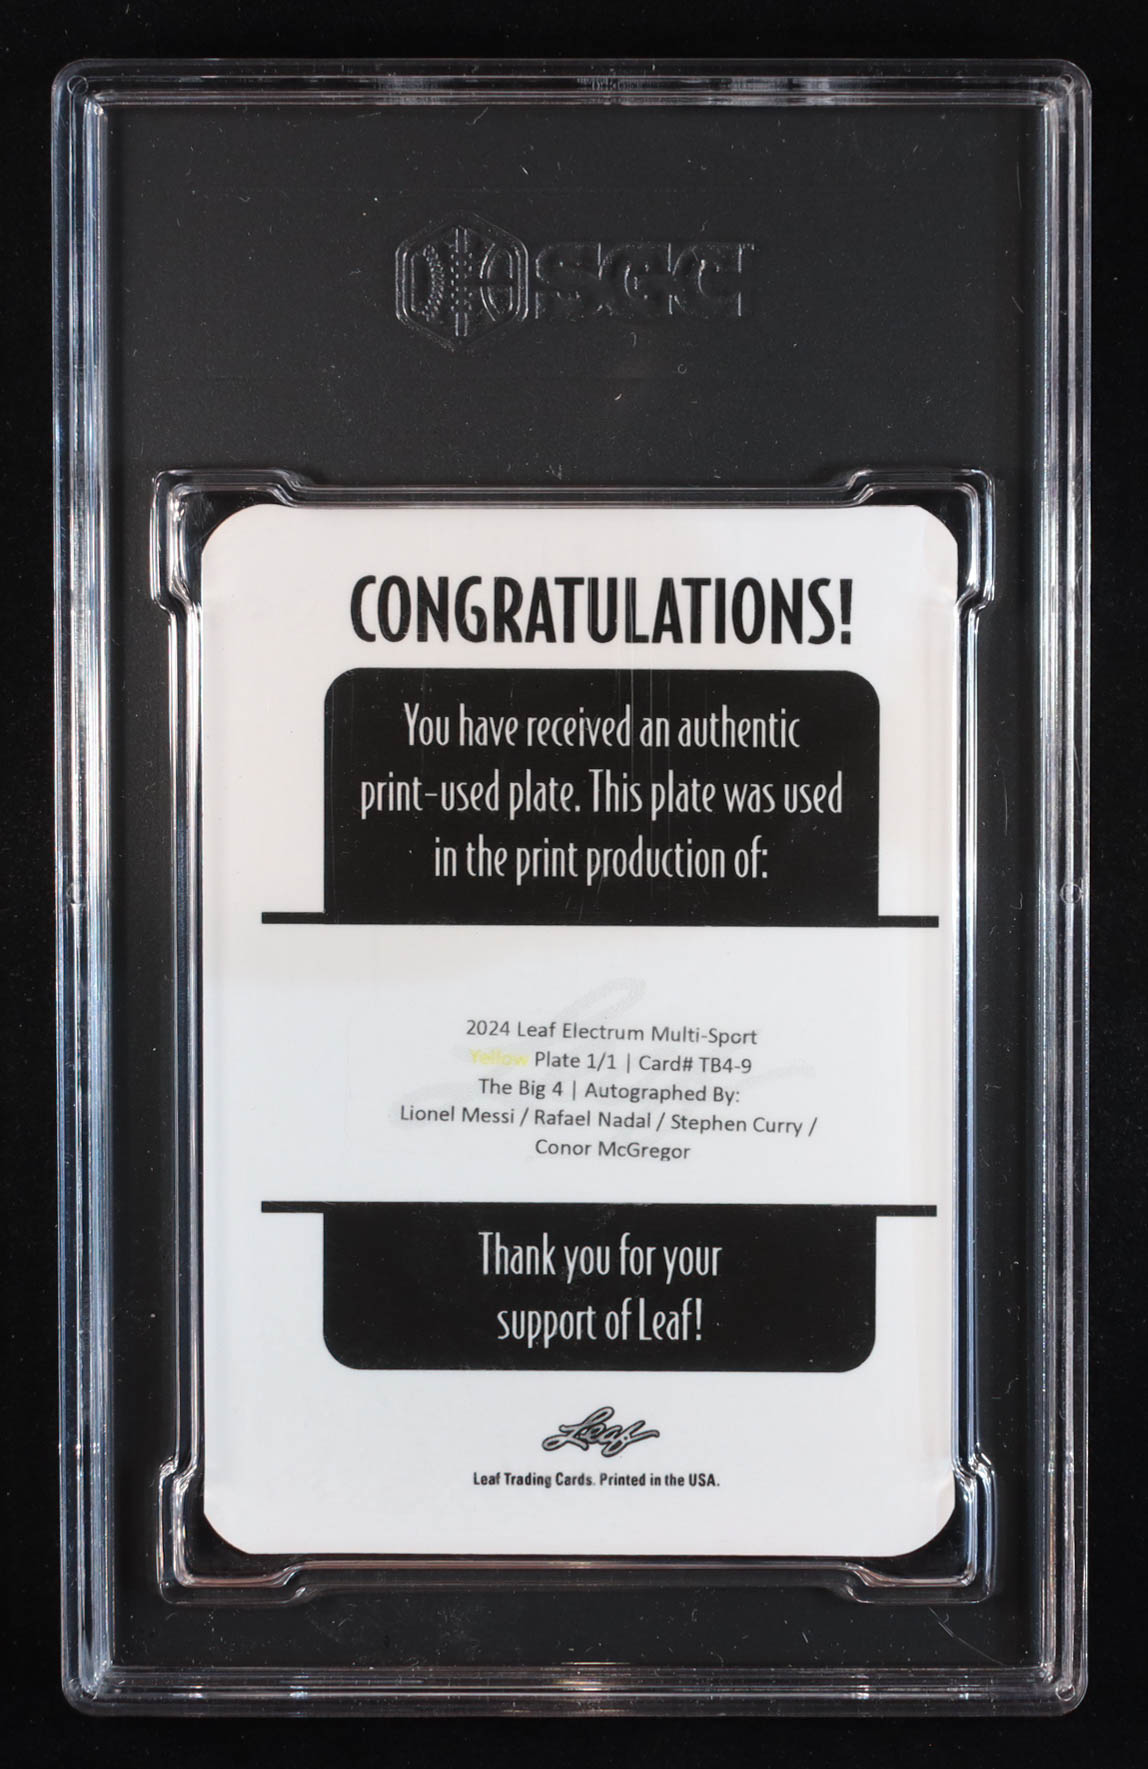 SGC
CONGRATULATIONS!
You have received an authentic
print-used plate. This plate was used
in the print production of:
2024 Leaf Electrum Multi-Sport
Yellow Plate 1/1 | Card# TB4-9
The Big 4 | Autographed By:
Lionel Messi / Rafael Nadal / Stephen Curry /
Conor McGregor
Thank you for your
support of Leaf!
Leaf
Leaf Trading Cards. Printed in the USA.